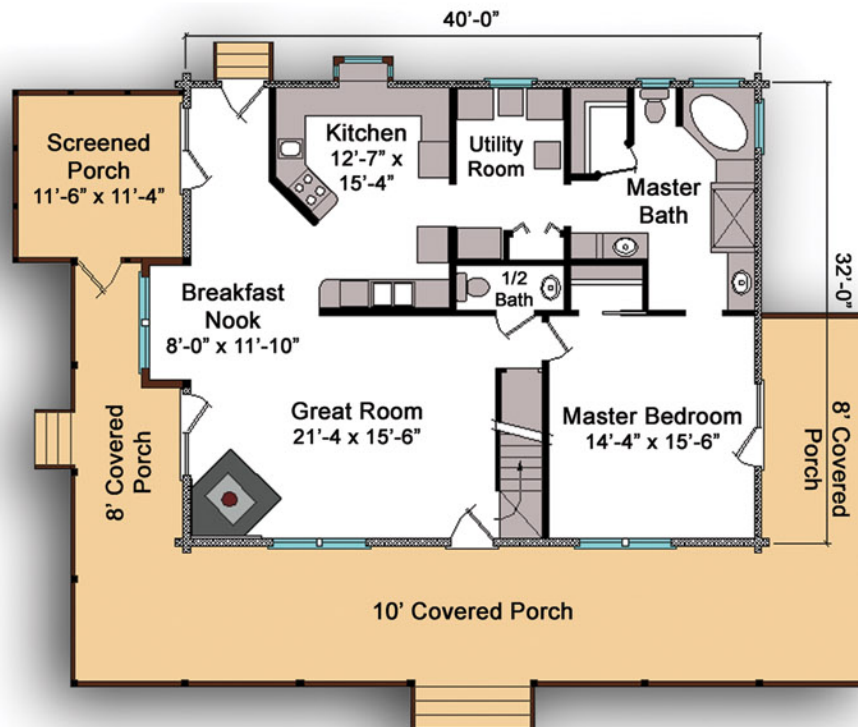 40'-0"
Screened
Porch
11'-6" x 11'-4"
Kitchen
12'-7" x
15'-4"
Utility
Room
Master
Bath
32'-0"
1/2
Bath
Breakfast
Nook
8'-0" x 11'-10"
Great Room
21'-4 x 15'-6"
Master Bedroom
14'-4" x 15'-6"
8' Covered
Porch
8' Covered
Porch
10' Covered Porch